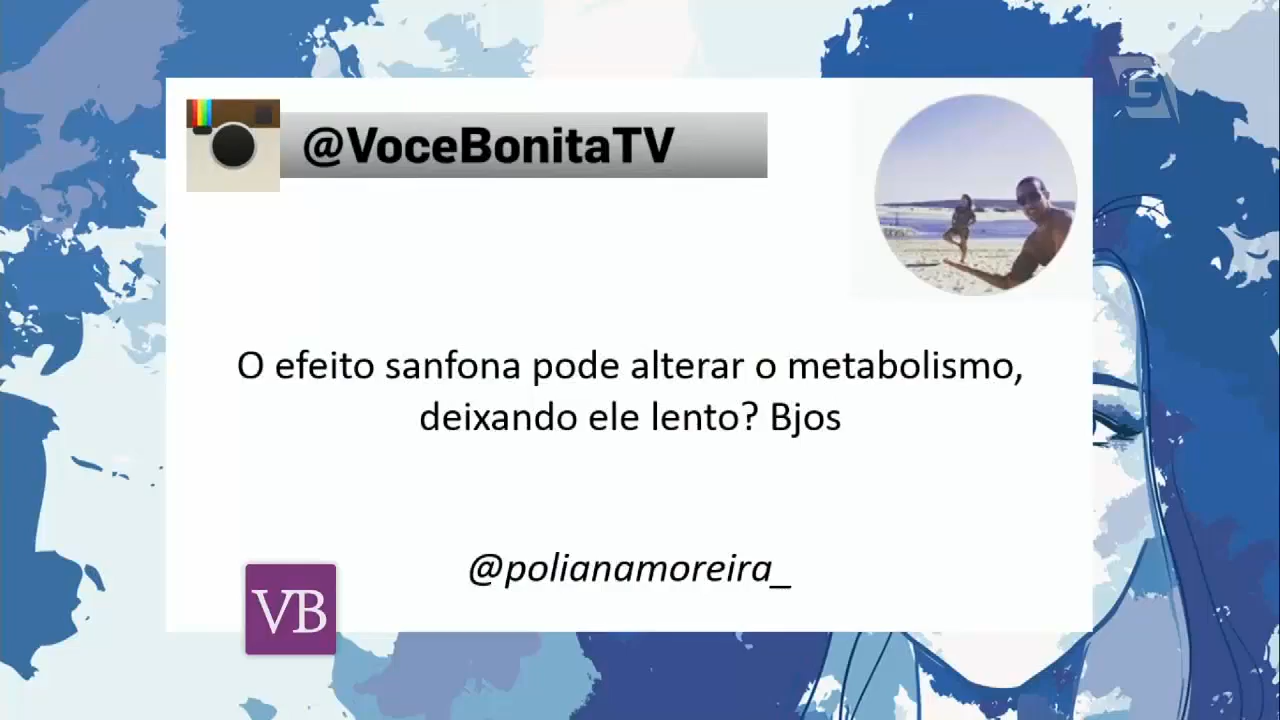 @VoceBonitaTV
O efeito sanfona pode alterar o metabolismo,
deixando ele lento? Bjos
@polianamoreira_
VB